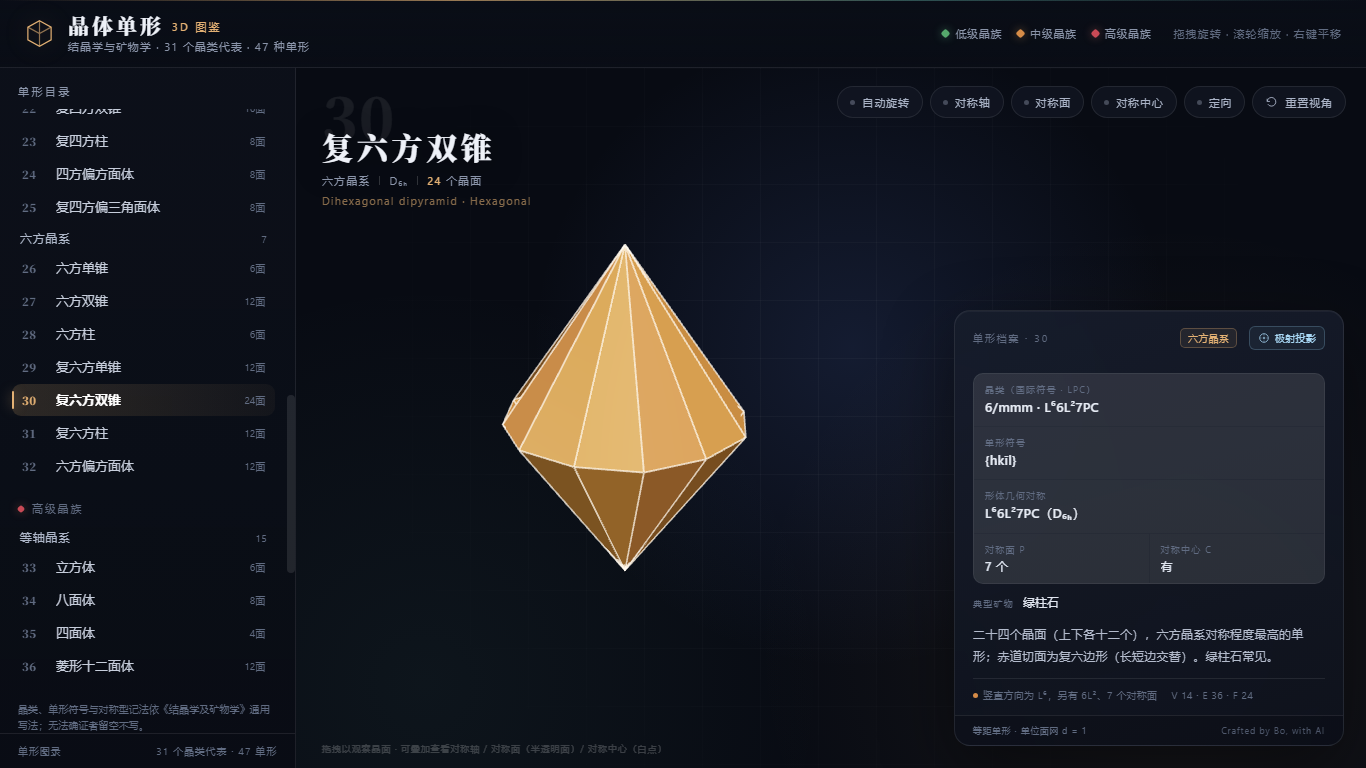 晶体单形 3D 图鉴
结晶学与矿物学 · 31 个晶类代表 · 47 种单形
低级晶族 中级晶族 高级晶族 拖拽旋转 · 滚轮缩放 · 右键平移
单形目录
22 复四方双锥 16面
23 复四方柱 8面
24 四方偏方面体 8面
25 复四方偏三角面体 8面
六方晶系 7
26 六方单锥 6面
27 六方双锥 12面
28 六方柱 6面
29 复六方单锥 12面
30 复六方双锥 24面
31 复六方柱 12面
32 六方偏方面体 12面
高级晶族
等轴晶系 15
33 立方体 6面
34 八面体 8面
35 四面体 4面
36 菱形十二面体 12面
晶类、单形符号与对称型记法依《结晶学及矿物学》通用
写法；无法确证者留空不写。
单形图录 31 个晶类代表 · 47 单形
30
复六方双锥
六方晶系 | D₆ₕ | 24 个晶面
Dihexagonal dipyramid · Hexagonal
自动旋转 对称轴 对称面 对称中心 定向 重置视角
单形档案 · 30 六方晶系 极射投影
晶类（国际符号 · LPC）
6/mmm · L⁶6L²7PC
单形符号
{hkīl}
形体几何对称
L⁶6L²7PC（D₆ₕ）
对称面 P 对称中心 C
7 个 有
典型矿物 绿柱石
二十四个晶面（上下各十二个），六方晶系对称程度最高的单
形；赤道切面为复六边形（长短边交替）。绿柱石常见。
竖直方向为 L⁶，另有 6L²、7 个对称面 V 14 · E 36 · F 24
等距单形 · 单位面网 d = 1 Crafted by Bo, with AI
拖拽以观察晶面 · 可叠加查看对称轴 / 对称面（半透明面）/ 对称中心（白点）